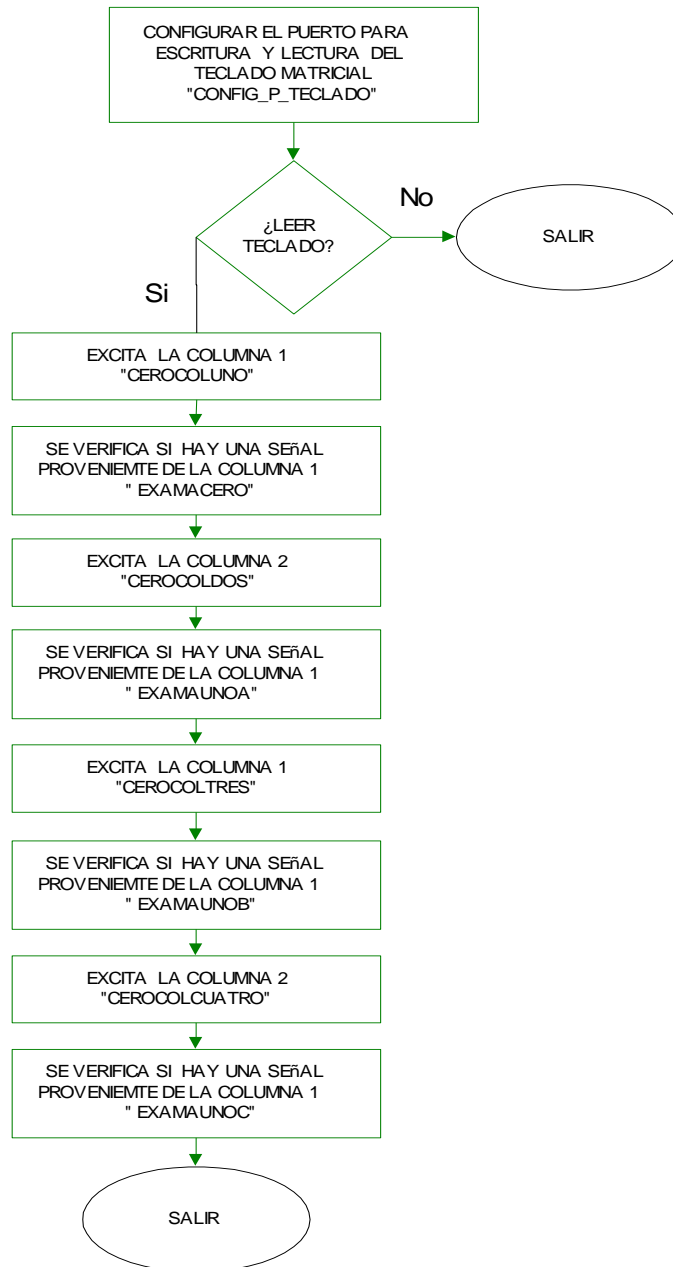 CONFIGURAR EL PUERTO PARA
ESCRITURA Y LECTURA DEL
TECLADO MATRICIAL
"CONFIG_P_TECLADO"
¿LEER
TECLADO?
No
SALIR
Si
EXCITA LA COLUMNA 1
"CEROCOLUNO"
SE VERIFICA SI HAY UNA SEñAL
PROVENIEMTE DE LA COLUMNA 1
" EXAMACERO"
EXCITA LA COLUMNA 2
"CEROCOLDOS"
SE VERIFICA SI HAY UNA SEñAL
PROVENIEMTE DE LA COLUMNA 1
" EXAMAUNOA"
EXCITA LA COLUMNA 1
"CEROCOLTRES"
SE VERIFICA SI HAY UNA SEñAL
PROVENIEMTE DE LA COLUMNA 1
" EXAMAUNOB"
EXCITA LA COLUMNA 2
"CEROCOLCUATRO"
SE VERIFICA SI HAY UNA SEñAL
PROVENIEMTE DE LA COLUMNA 1
" EXAMAUNOC"
SALIR